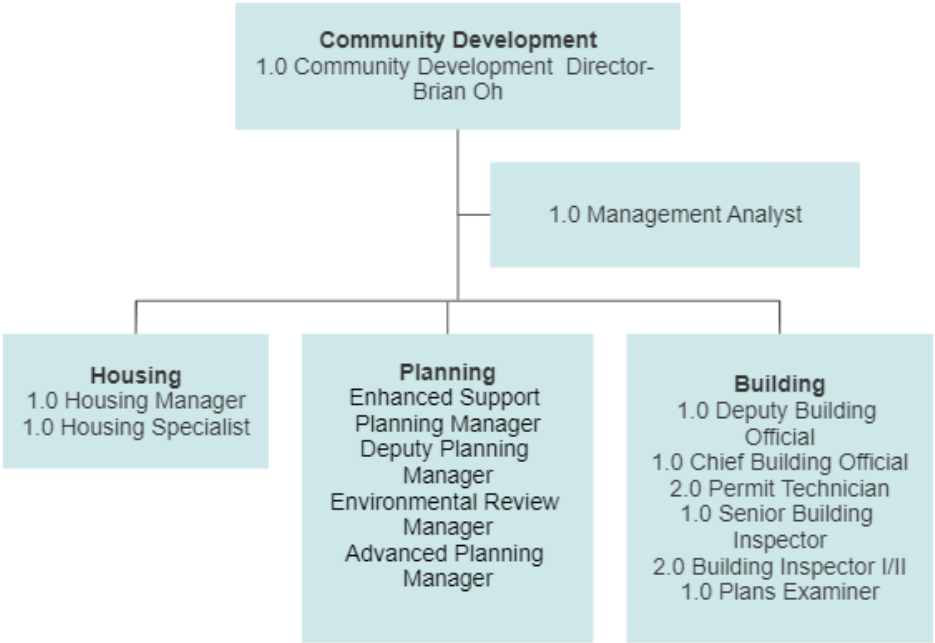 Community Development
1.0 Community Development Director-
Brian Oh
1.0 Management Analyst
Housing
1.0 Housing Manager
1.0 Housing Specialist
Planning
Enhanced Support
Planning Manager
Deputy Planning
Manager
Environmental Review
Manager
Advanced Planning
Manager
Building
1.0 Deputy Building
Official
1.0 Chief Building Official
2.0 Permit Technician
1.0 Senior Building
Inspector
2.0 Building Inspector I/II
1.0 Plans Examiner